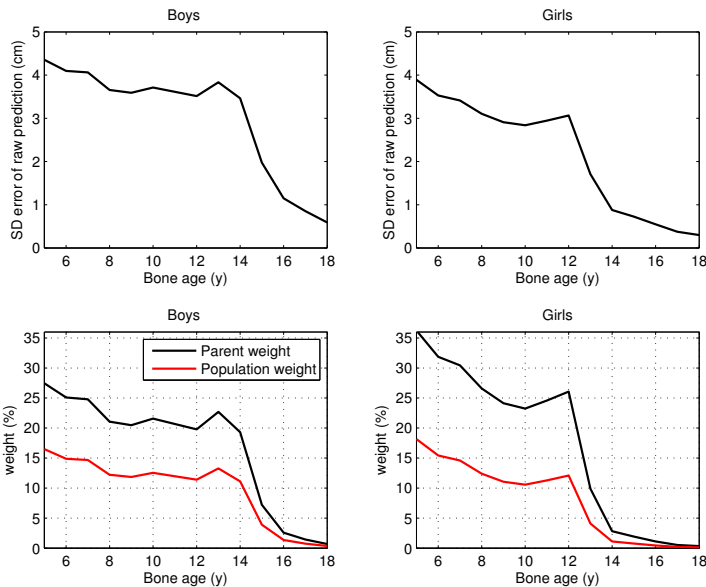 Boys
SD error of raw prediction (cm)
5
4
3
2
1
0
6 8 10 12 14 16 18
Bone age (y)
Girls
SD error of raw prediction (cm)
5
4
3
2
1
0
6 8 10 12 14 16 18
Bone age (y)
Boys
weight (%)
35
30
25
20
15
10
5
0
Parent weight
Population weight
6 8 10 12 14 16 18
Bone age (y)
Girls
weight (%)
35
30
25
20
15
10
5
0
6 8 10 12 14 16 18
Bone age (y)